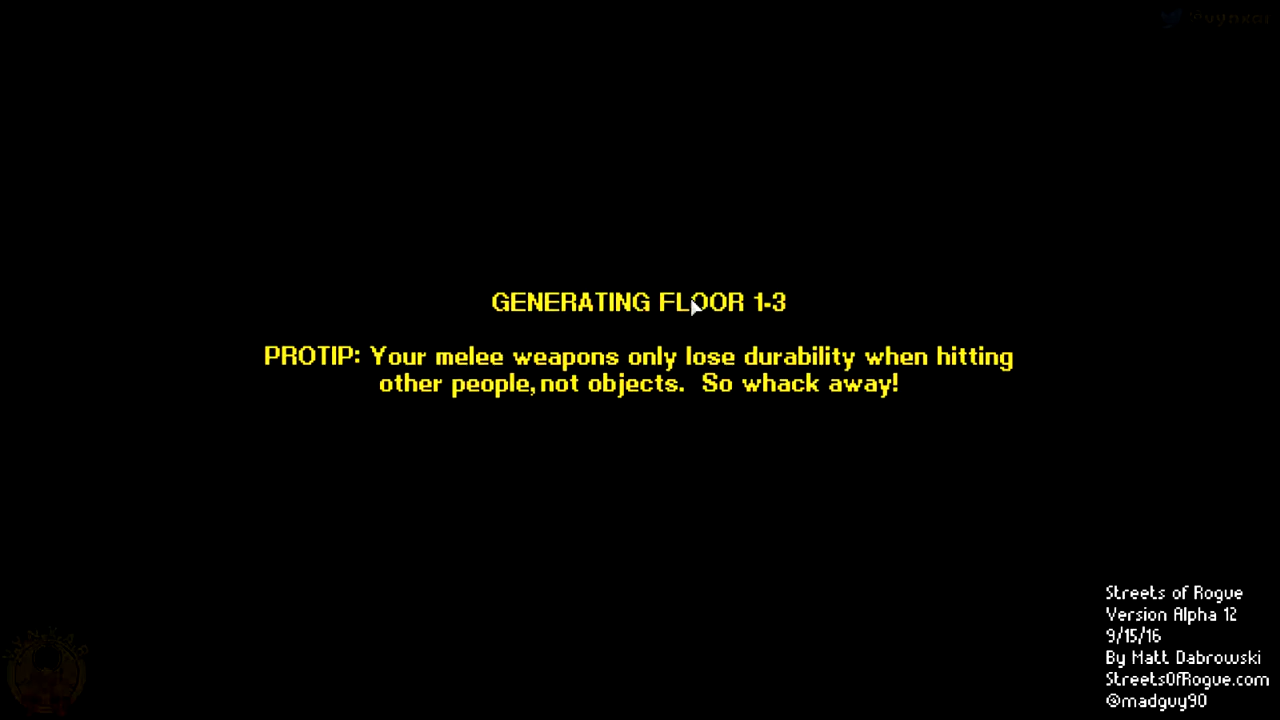 GENERATING FLOOR 1-3
PROTIP: Your melee weapons only lose durability when hitting
other people, not objects. So whack away!
Streets of Rogue
Version Alpha 12
9/15/16
By Matt Dabrowski
StreetsOfRogue.com
@madguy90